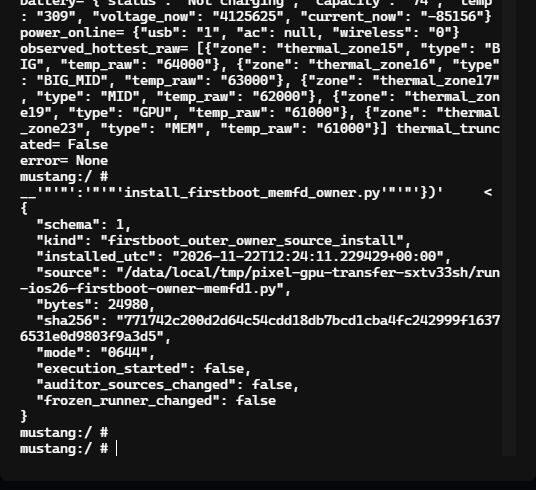 battery= {"status": "Not charging", "capacity": "74", "temp"
: "309", "voltage_now": "4125625", "current_now": "-85156"}
power_online= {"usb": "1", "ac": null, "wireless": "0"}
observed_hottest_raw= [{"zone": "thermal_zone15", "type": "B
IG", "temp_raw": "64000"}, {"zone": "thermal_zone16", "type"
: "BIG_MID", "temp_raw": "63000"}, {"zone": "thermal_zone17"
, "type": "MID", "temp_raw": "62000"}, {"zone": "thermal_zon
e19", "type": "GPU", "temp_raw": "61000"}, {"zone": "thermal
_zone23", "type": "MEM", "temp_raw": "61000"}] thermal_trunc
ated= False
error= None
mustang:/ #
__'"'"':'"'"'install_firstboot_memfd_owner.py'"'"'})' <
{
"schema": 1,
"kind": "firstboot_outer_owner_source_install",
"installed_utc": "2026-11-22T12:24:11.229429+00:00",
"source": "/data/local/tmp/pixel-gpu-transfer-sxtv33sh/run
-ios26-firstboot-owner-memfd1.py",
"bytes": 24980,
"sha256": "771742c200d2d64c54cdd18db7bcd1cba4fc242999f1637
6531e0d9803f9a3d5",
"mode": "0644",
"execution_started": false,
"auditor_sources_changed": false,
"frozen_runner_changed": false
}
mustang:/ #
mustang:/ #